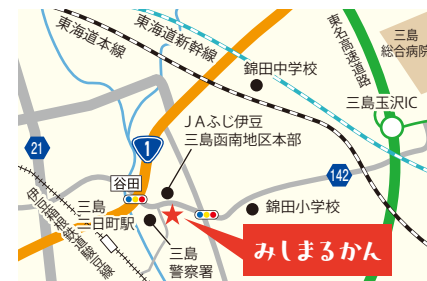 東海道本線
東海道新幹線
東名高速道路
三島
総合病院
錦田中学校
三島玉沢IC
JAふじ伊豆
三島函南地区本部
21
1
142
谷田
三島
二日町駅
錦田小学校
伊豆箱根
鉄道駿豆線
三島
警察署
みしまるかん